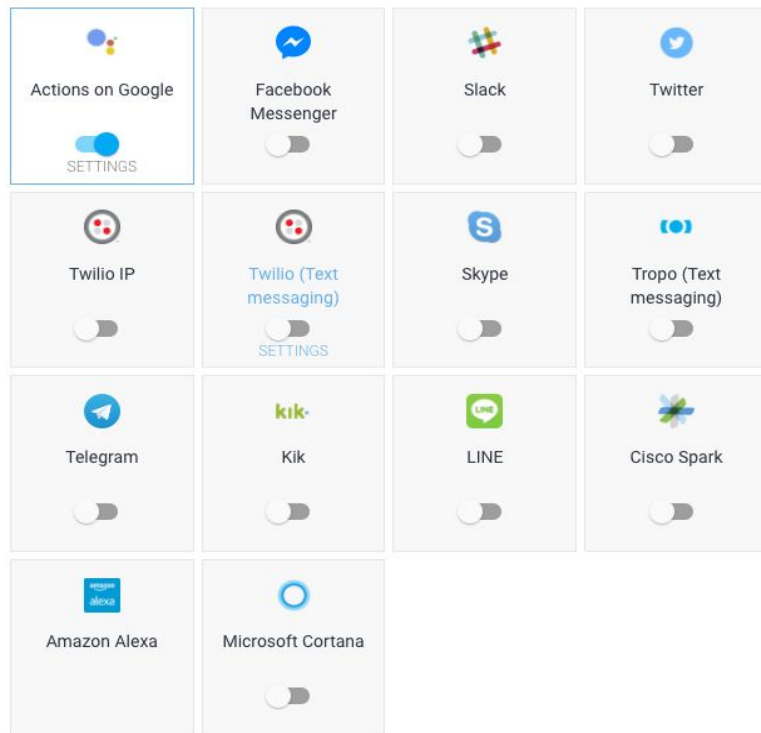 Actions on Google
SETTINGS
Facebook
Messenger
Slack
Twitter
Twilio IP
Twilio (Text
messaging)
SETTINGS
S
Skype
Tropo (Text
messaging)
Telegram
kik
Kik
LINE
LINE
Cisco Spark
amazon
alexa
Amazon Alexa
Microsoft Cortana